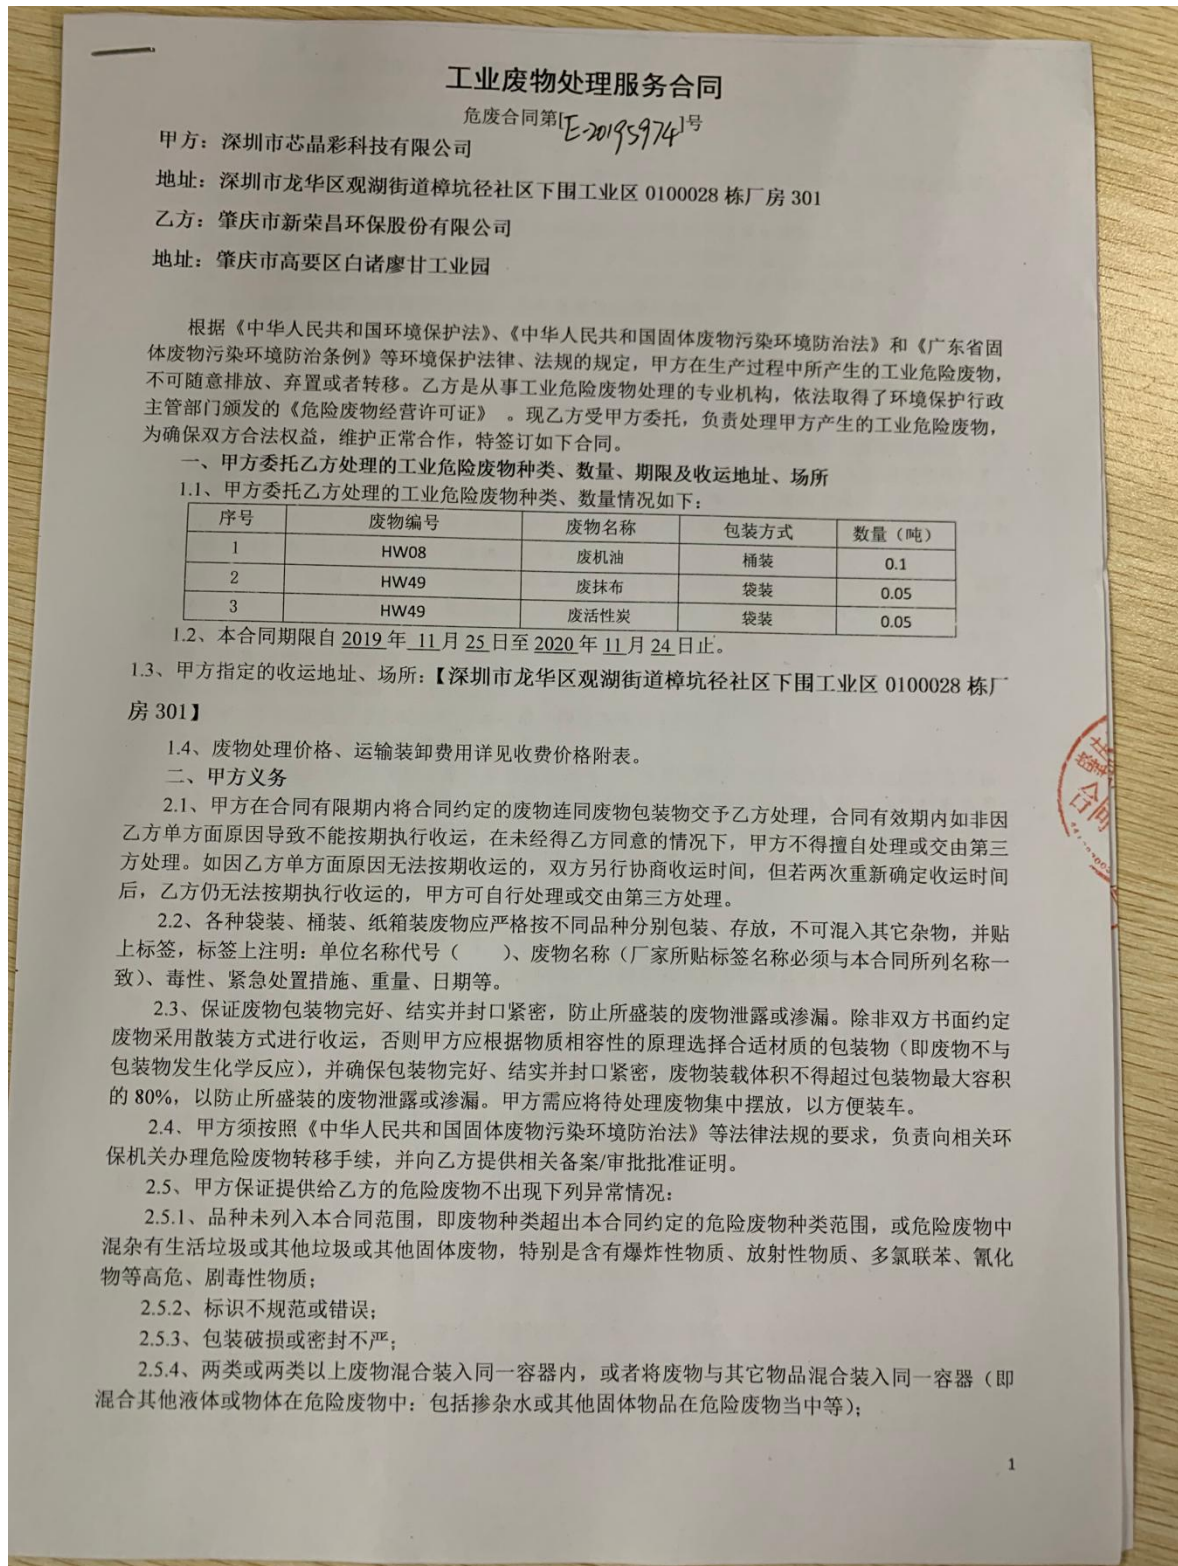 工业废物处理服务合同
危废合同第[E-20195974]号
甲方：深圳市芯晶彩科技有限公司
地址：深圳市龙华区观湖街道樟坑径社区下围工业区 0100028 栋厂房 301
乙方：肇庆市新荣昌环保股份有限公司
地址：肇庆市高要区白诸廖甘工业园
根据《中华人民共和国环境保护法》、《中华人民共和国固体废物污染环境防治法》和《广东省固
体废物污染环境防治条例》等环境保护法律、法规的规定，甲方在生产过程中所产生的工业危险废物，
不可随意排放、弃置或者转移。乙方是从事工业危险废物处理的专业机构，依法取得了环境保护行政
主管部门颁发的《危险废物经营许可证》 。现乙方受甲方委托，负责处理甲方产生的工业危险废物，
为确保双方合法权益，维护正常合作，特签订如下合同。
一、甲方委托乙方处理的工业危险废物种类、数量、期限及收运地址、场所
1.1、甲方委托乙方处理的工业危险废物种类、数量情况如下：
序号 废物编号 废物名称 包装方式 数量（吨）
1 HW08 废机油 桶装 0.1
2 HW49 废抹布 袋装 0.05
3 HW49 废活性炭 袋装 0.05
1.2、本合同期限自 2019 年 11 月 25 日至 2020 年 11 月 24 日止。
1.3、甲方指定的收运地址、场所：【深圳市龙华区观湖街道樟坑径社区下围工业区 0100028 栋厂
房 301】
1.4、废物处理价格、运输装卸费用详见收费价格附表。
二、甲方义务
2.1、甲方在合同有限期内将合同约定的废物连同废物包装物交予乙方处理，合同有效期内如非因
乙方单方面原因导致不能按期执行收运，在未经得乙方同意的情况下，甲方不得擅自处理或交由第三
方处理。如因乙方单方面原因无法按期收运的，双方另行协商收运时间，但若两次重新确定收运时间
后，乙方仍无法按期执行收运的，甲方可自行处理或交由第三方处理。
2.2、各种袋装、桶装、纸箱装废物应严格按不同品种分别包装、存放，不可混入其它杂物，并贴
上标签，标签上注明：单位名称代号（ ）、废物名称（厂家所贴标签名称必须与本合同所列名称一
致）、毒性、紧急处置措施、重量、日期等。
2.3、保证废物包装物完好、结实并封口紧密，防止所盛装的废物泄露或渗漏。除非双方书面约定
废物采用散装方式进行收运，否则甲方应根据物质相容性的原理选择合适材质的包装物（即废物不与
包装物发生化学反应），并确保包装物完好、结实并封口紧密，废物装载体积不得超过包装物最大容积
的 80%，以防止所盛装的废物泄露或渗漏。甲方需应将待处理废物集中摆放，以方便装车。
2.4、甲方须按照《中华人民共和国固体废物污染环境防治法》等法律法规的要求，负责向相关环
保机关办理危险废物转移手续，并向乙方提供相关备案/审批批准证明。
2.5、甲方保证提供给乙方的危险废物不出现下列异常情况：
2.5.1、品种未列入本合同范围，即废物种类超出本合同约定的危险废物种类范围，或危险废物中
混杂有生活垃圾或其他垃圾或其他固体废物，特别是含有爆炸性物质、放射性物质、多氯联苯、氰化
物等高危、剧毒性物质；
2.5.2、标识不规范或错误；
2.5.3、包装破损或密封不严；
2.5.4、两类或两类以上废物混合装入同一容器内，或者将废物与其它物品混合装入同一容器（即
混合其他液体或物体在危险废物中：包括掺杂水或其他固体物品在危险废物当中等）；
合同
1